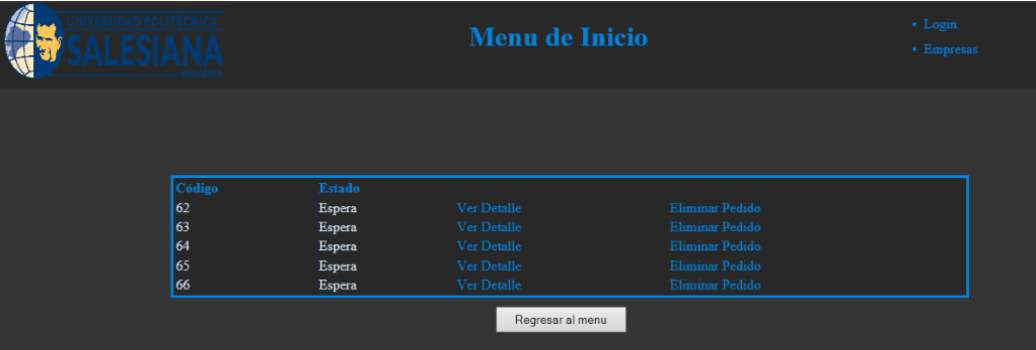 UNIVERSIDAD POLITÉCNICA
SALESIANA
ECUADOR
Menu de Inicio
• Login
• Empresas
Código Estado
62 Espera Ver Detalle Eliminar Pedido
63 Espera Ver Detalle Eliminar Pedido
64 Espera Ver Detalle Eliminar Pedido
65 Espera Ver Detalle Eliminar Pedido
66 Espera Ver Detalle Eliminar Pedido
Regresar al menu